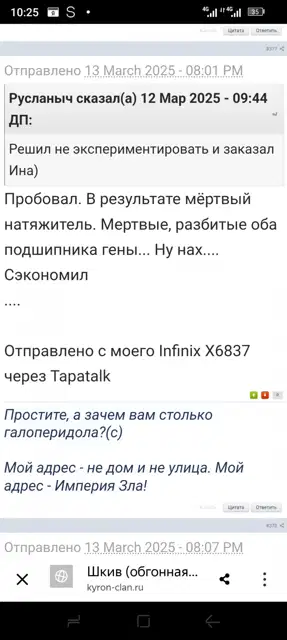 10:25
Цитата
Ответить
Отправлено 13 March 2025 - 08:01 PM
Русланыч сказал(а) 12 Мар 2025 - 09:44
ДП:
Решил не экспериментировать и заказал
Ина)
Пробовал. В результате мёртвый
натяжитель. Мертвые, разбитые оба
подшипника гены... Ну нах....
Сэкономил
....
Отправлено с моего Infinix X6837
через Tapatalk
Простите, а зачем вам столько
галоперидола?(с)
Мой адрес - не дом и не улица. Мой
адрес - Империя Зла!
Цитата
Ответить
Отправлено 13 March 2025 - 08:07 PM
Шкив (обгонная...
kyron-clan.ru